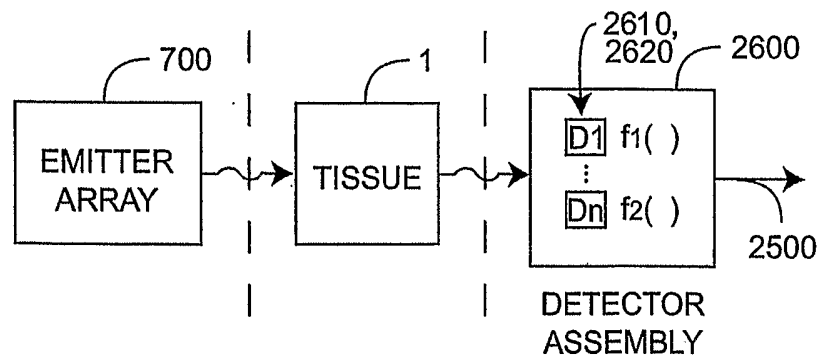 700
1
2610,
2620
2600
EMITTER
ARRAY
TISSUE
D1 f1( )
⋮
Dn f2( )
2500
DETECTOR
ASSEMBLY